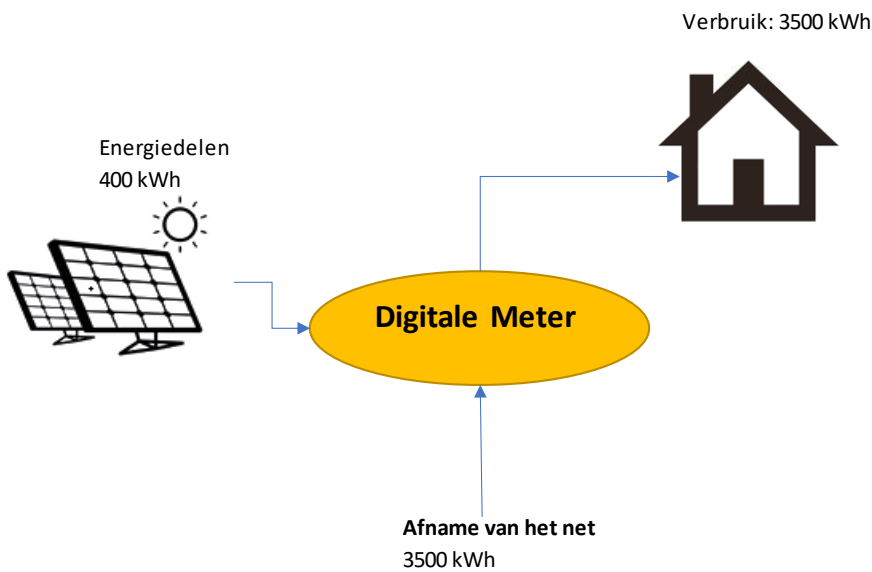 Verbruik: 3500 kWh
Energiedelen
400 kWh
Digitale Meter
Afname van het net
3500 kWh